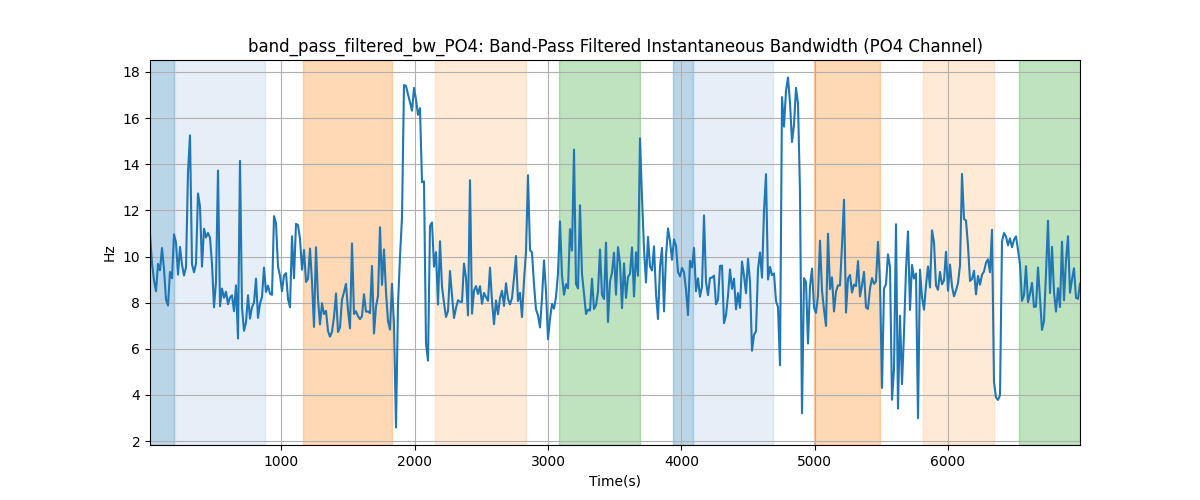 band_pass_filtered_bw_PO4: Band-Pass Filtered Instantaneous Bandwidth (PO4 Channel)
18
16
14
12
10
8
6
4
2
Hz
1000 2000 3000 4000 5000 6000
Time(s)